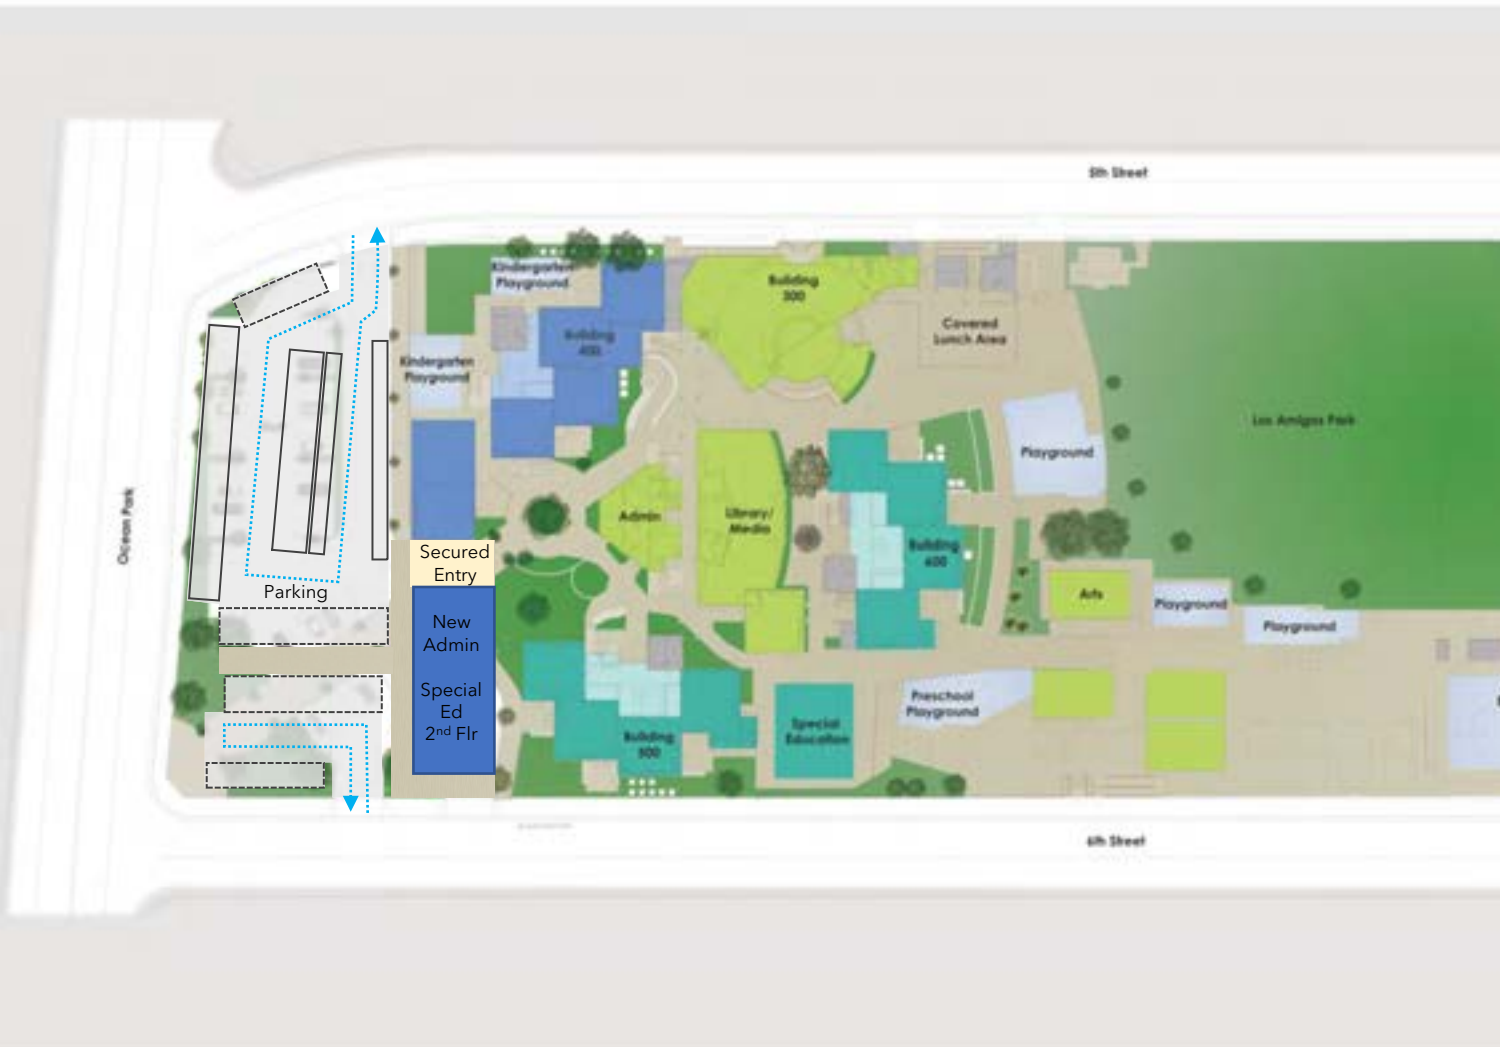 5th Street
Kindergarten
Playground
Building
300
Building
400
Covered
Lunch Area
Kindergarten
Playground
Los Amigos Park
Playground
Ocean Park
Admin
Library/
Media
Secured
Entry
Building
600
Parking
Arts
Playground
Playground
New
Admin
Special
Ed
2nd Flr
Preschool
Playground
Special
Education
Building
500
6th Street